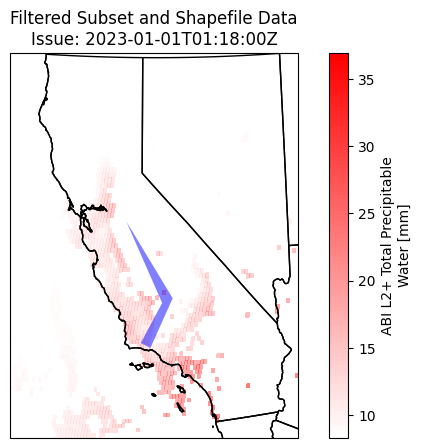 Filtered Subset and Shapefile Data
Issue: 2023-01-01T01:18:00Z
35
30
25
20
15
10
ABI L2+ Total Precipitable
Water [mm]